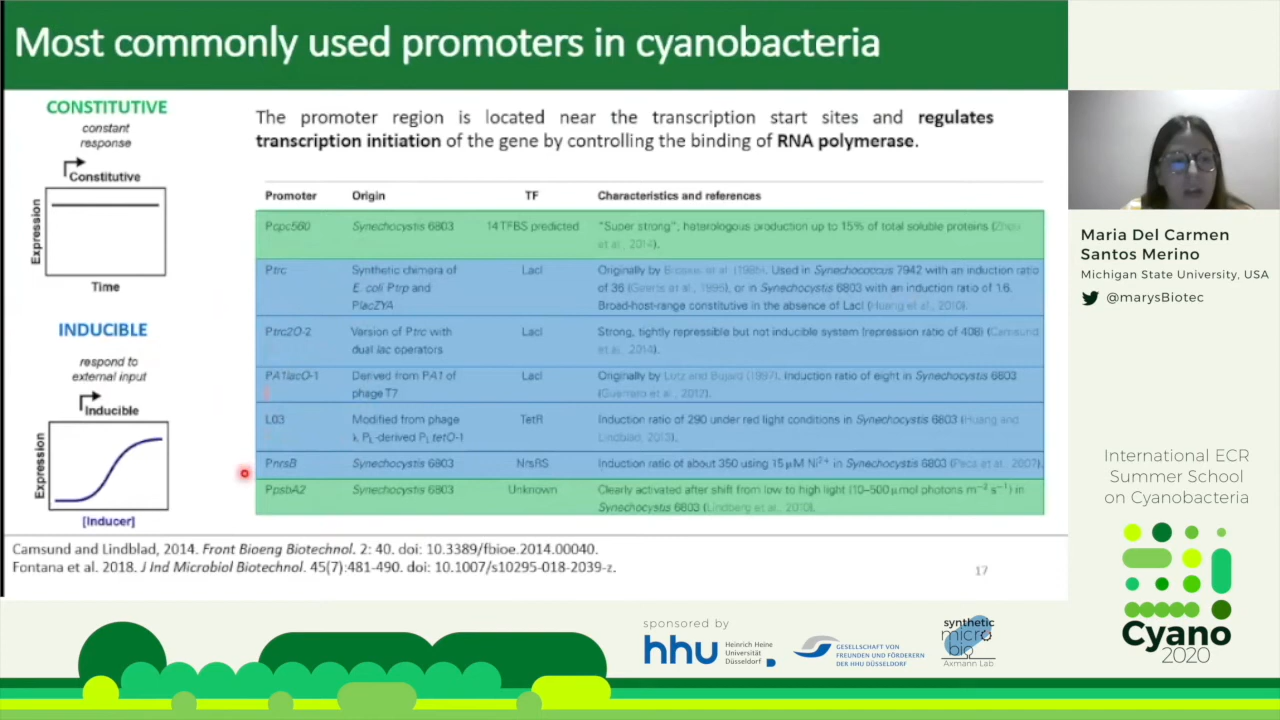 Most commonly used promoters in cyanobacteria
CONSTITUTIVE
constant
response
Constitutive
Expression
Time
INDUCIBLE
respond to
external input
Inducible
Expression
[Inducer]
The promoter region is located near the transcription start sites and regulates
transcription initiation of the gene by controlling the binding of RNA polymerase.
Promoter Origin TF Characteristics and references
Pcpc560 Synechocystis 6803 14 TFBS predicted "Super strong"; heterologous production up to 15% of total soluble proteins (Zhou
et al., 2014).
Ptrc Synthetic chimera of LacI Originally by et al. Used in Synechococcus 7942 with an induction ratio
E. coli Ptrp and of 36 or in Synechocystis 6803 with an induction ratio of 1.6.
PlacZYA Broad-host-range constitutive in the absence of LacI (Huang et al., 2010).
Ptrc2O-2 Version of Ptrc with LacI Strong, tightly repressible but not inducible system (repression ratio of 408) (Camsund
dual lac operators et al., 2014).
PA1lacO-1 Derived from PA1 of LacI Originally by Lutz and Bujard (1997). Induction ratio of eight in Synechocystis 6803
phage T7 (Guerrero et al., 2012).
L03 Modified from phage TetR Induction ratio of 290 under red light conditions in Synechocystis 6803 (Huang and
λ PL-derived PL tetO-1 Lindblad, 2013).
PnrsB Synechocystis 6803 NrsRS Induction ratio of about 350 using 15 μM Ni2+ in Synechocystis 6803 (Peca et al., 2007).
PpsbA2 Synechocystis 6803 Unknown Clearly activated after shift from low to high light (10–500 μmol photons m−2 s−1) in
Synechocystis 6803 (Lindberg et al., 2010).
Camsund and Lindblad, 2014. Front Bioeng Biotechnol. 2: 40. doi: 10.3389/fbioe.2014.00040.
Fontana et al. 2018. J Ind Microbiol Biotechnol. 45(7):481-490. doi: 10.1007/s10295-018-2039-z.
17
Maria Del Carmen
Santos Merino
Michigan State University, USA
@marysBiotec
International ECR
Summer School
on Cyanobacteria
Cyano
2020
sponsored by
hhu
Heinrich Heine
Universität
Düsseldorf
GESELLSCHAFT VON
FREUNDEN UND FÖRDERERN
DER HHU DÜSSELDORF
synthetic
micro
bio
Axmann Lab